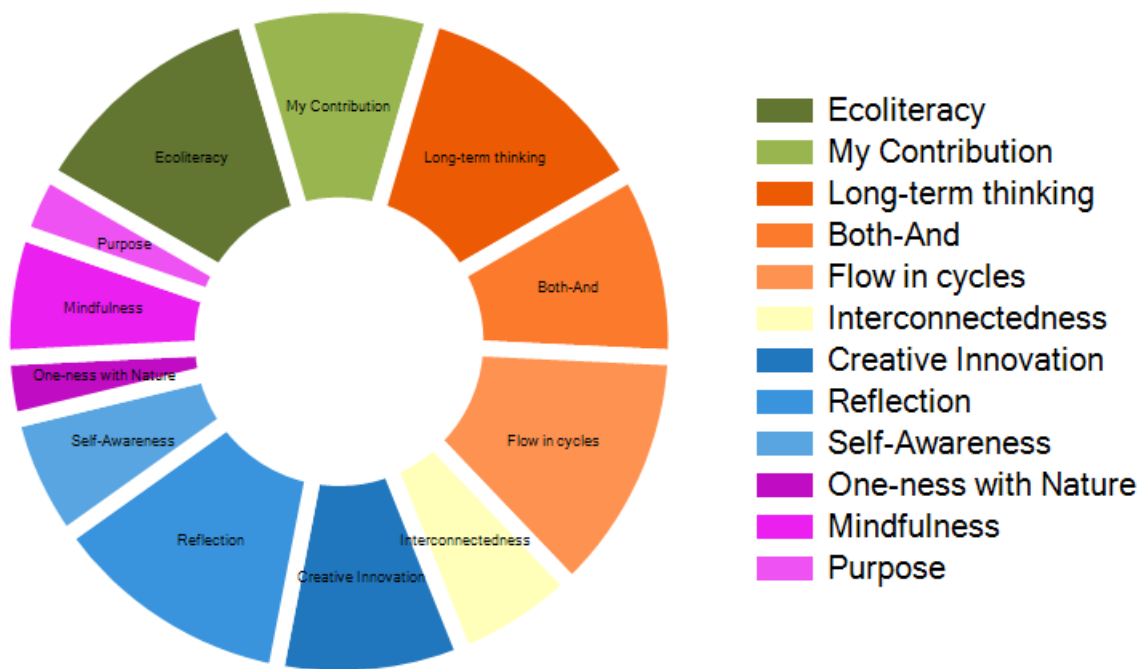 My Contribution
Ecoliteracy
Long-term thinking
Purpose
Both-And
Mindfulness
One-ness with Nature
Self-Awareness
Flow in cycles
Reflection
Interconnectedness
Creative Innovation
Ecoliteracy
My Contribution
Long-term thinking
Both-And
Flow in cycles
Interconnectedness
Creative Innovation
Reflection
Self-Awareness
One-ness with Nature
Mindfulness
Purpose